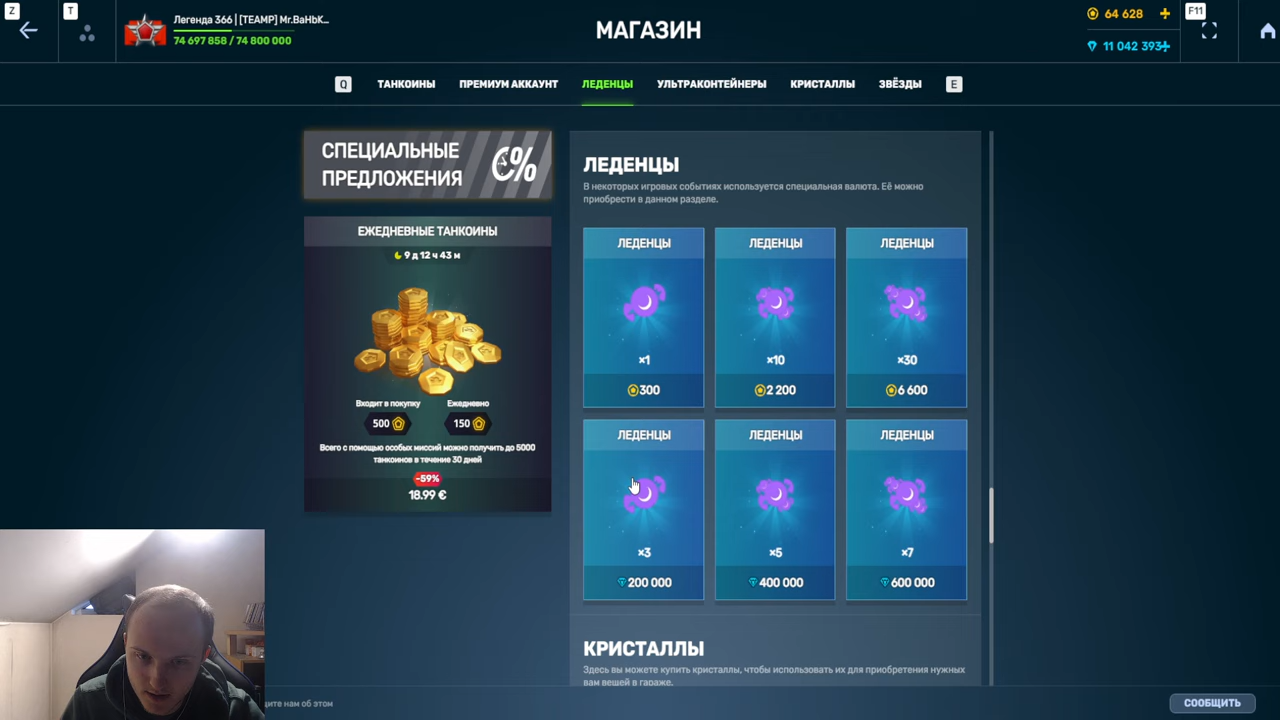 Z
T
Легенда 366 | [TEAMP] Mr.BaHbK...
74 697 858 / 74 800 000
МАГАЗИН
64 628
11 042 393
F11
Q
ТАНКОИНЫ
ПРЕМИУМ АККАУНТ
ЛЕДЕНЦЫ
УЛЬТРАКОНТЕЙНЕРЫ
КРИСТАЛЛЫ
ЗВЁЗДЫ
E
СПЕЦИАЛЬНЫЕ
ПРЕДЛОЖЕНИЯ
%
ЕЖЕДНЕВНЫЕ ТАНКОИНЫ
9 д 12 ч 43 м
Входит в покупку
Ежедневно
500
150
Всего с помощью особых миссий можно получить до 5000
танкоинов в течение 30 дней
-59%
18.99 €
ЛЕДЕНЦЫ
В некоторых игровых событиях используется специальная валюта. Её можно
приобрести в данном разделе.
ЛЕДЕНЦЫ
×1
300
ЛЕДЕНЦЫ
×10
2 200
ЛЕДЕНЦЫ
×30
6 600
ЛЕДЕНЦЫ
×3
200 000
ЛЕДЕНЦЫ
×5
400 000
ЛЕДЕНЦЫ
×7
600 000
КРИСТАЛЛЫ
Здесь вы можете купить кристаллы, чтобы использовать их для приобретения нужных
вам вещей в гараже.
нам об этом
СООБЩИТЬ